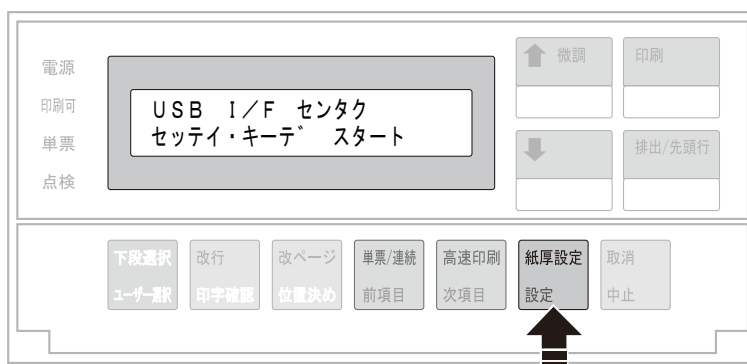 電源
印刷可
単票
点検
USB I/F センタク
セッテイ・キーデ゛ スタート
微調
印刷
排出/先頭行
下段選択
ユーザー選択
改行
印字確認
改ページ
位置決め
単票/連続
前項目
高速印刷
次項目
紙厚設定
設定
取消
中止